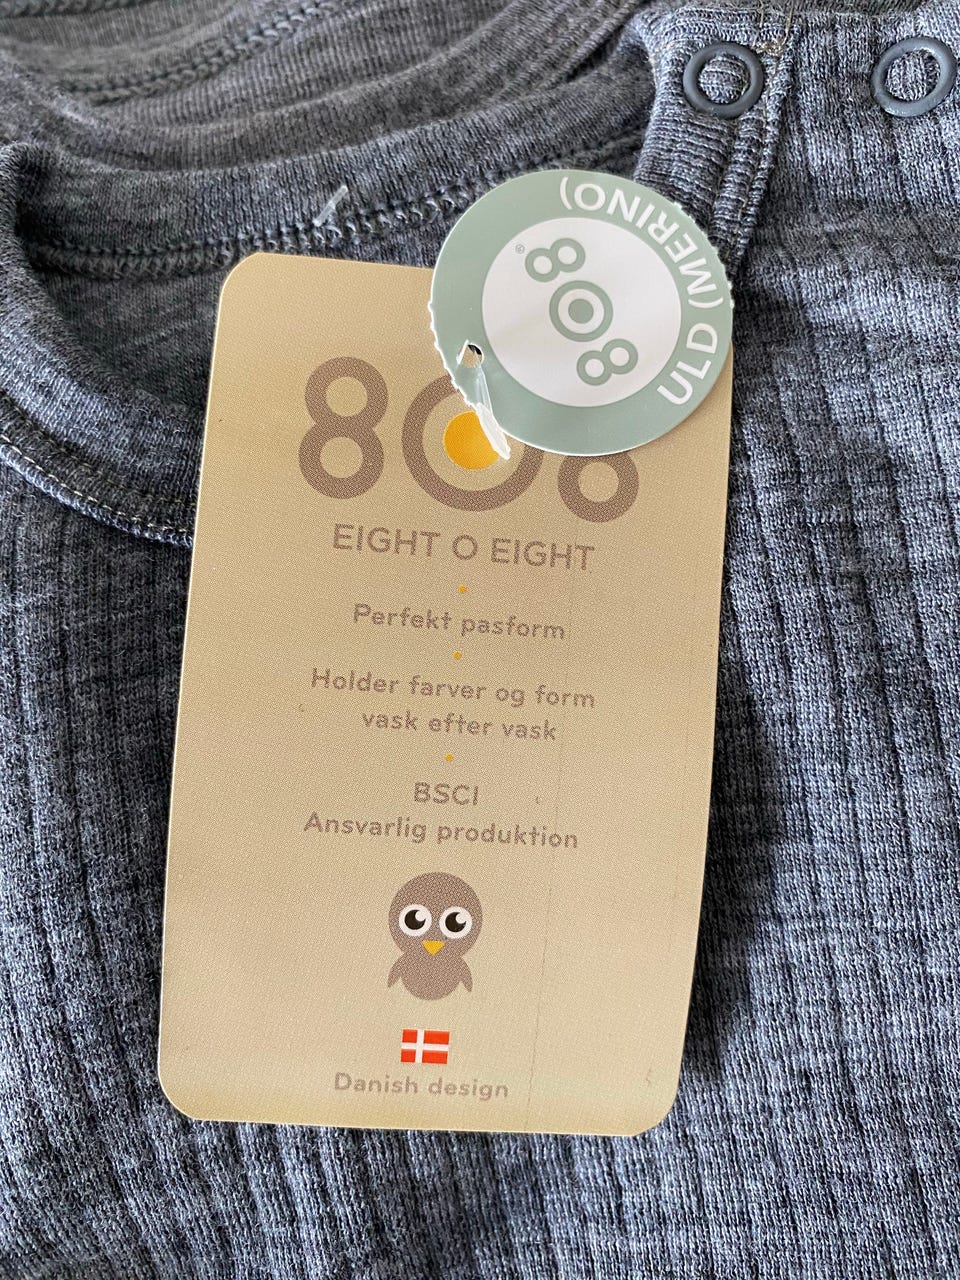 ULD (MERINO)
808
©
808
EIGHT O EIGHT
Perfekt pasform
Holder farver og form
vask efter vask
BSCI
Ansvarlig produktion
Danish design